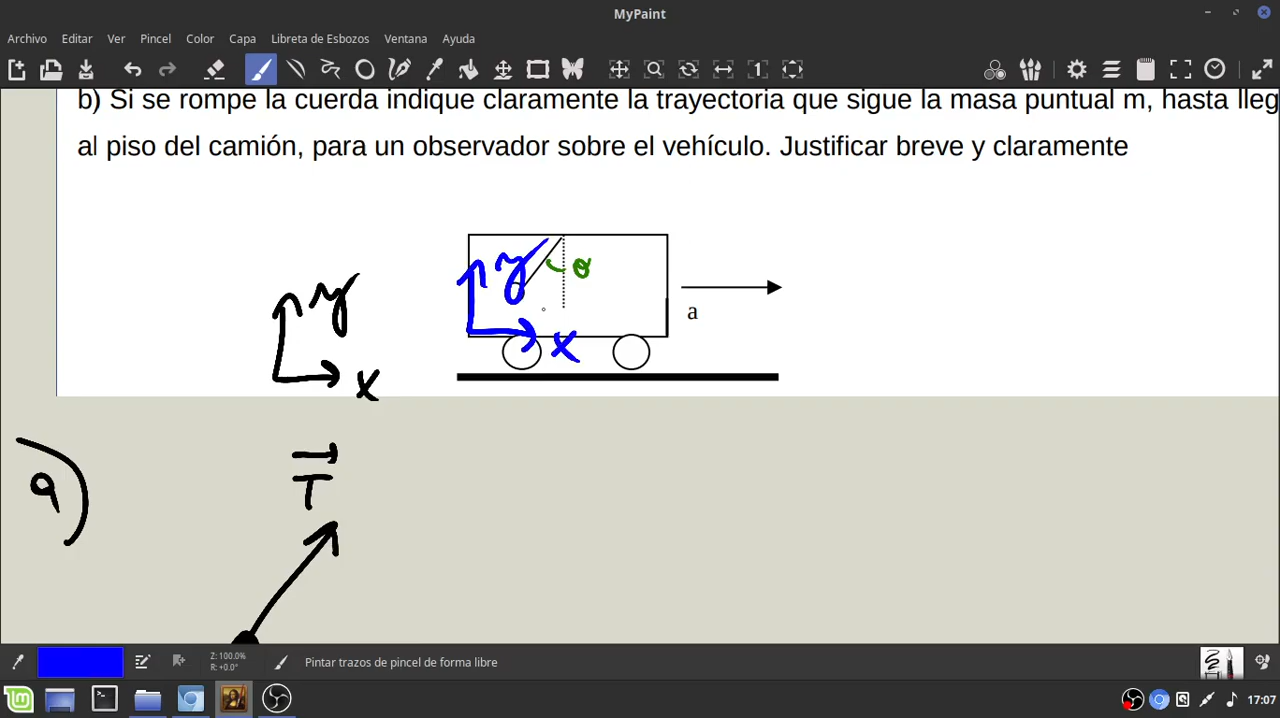 MyPaint
Archivo Editar Ver Pincel Color Capa Libreta de Esbozos Ventana Ayuda
b) Si se rompe la cuerda indique claramente la trayectoria que sigue la masa puntual m, hasta lleg
al piso del camión, para un observador sobre el vehículo. Justificar breve y claramente
y
θ
y
a
x
x
T
a)
Z: 100.0%
R: +0.0°
Pintar trazos de pincel de forma libre
17:07